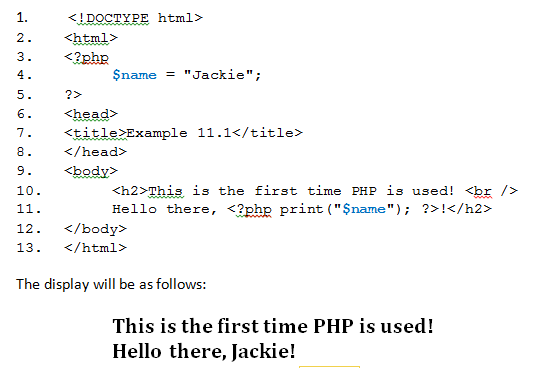 1. <!DOCTYPE html>
2. <html>
3. <?php
4. $name = "Jackie";
5. ?>
6. <head>
7. <title>Example 11.1</title>
8. </head>
9. <body>
10. <h2>This is the first time PHP is used! <br />
11. Hello there, <?php print("$name"); ?>!</h2>
12. </body>
13. </html>
The display will be as follows:
This is the first time PHP is used!
Hello there, Jackie!